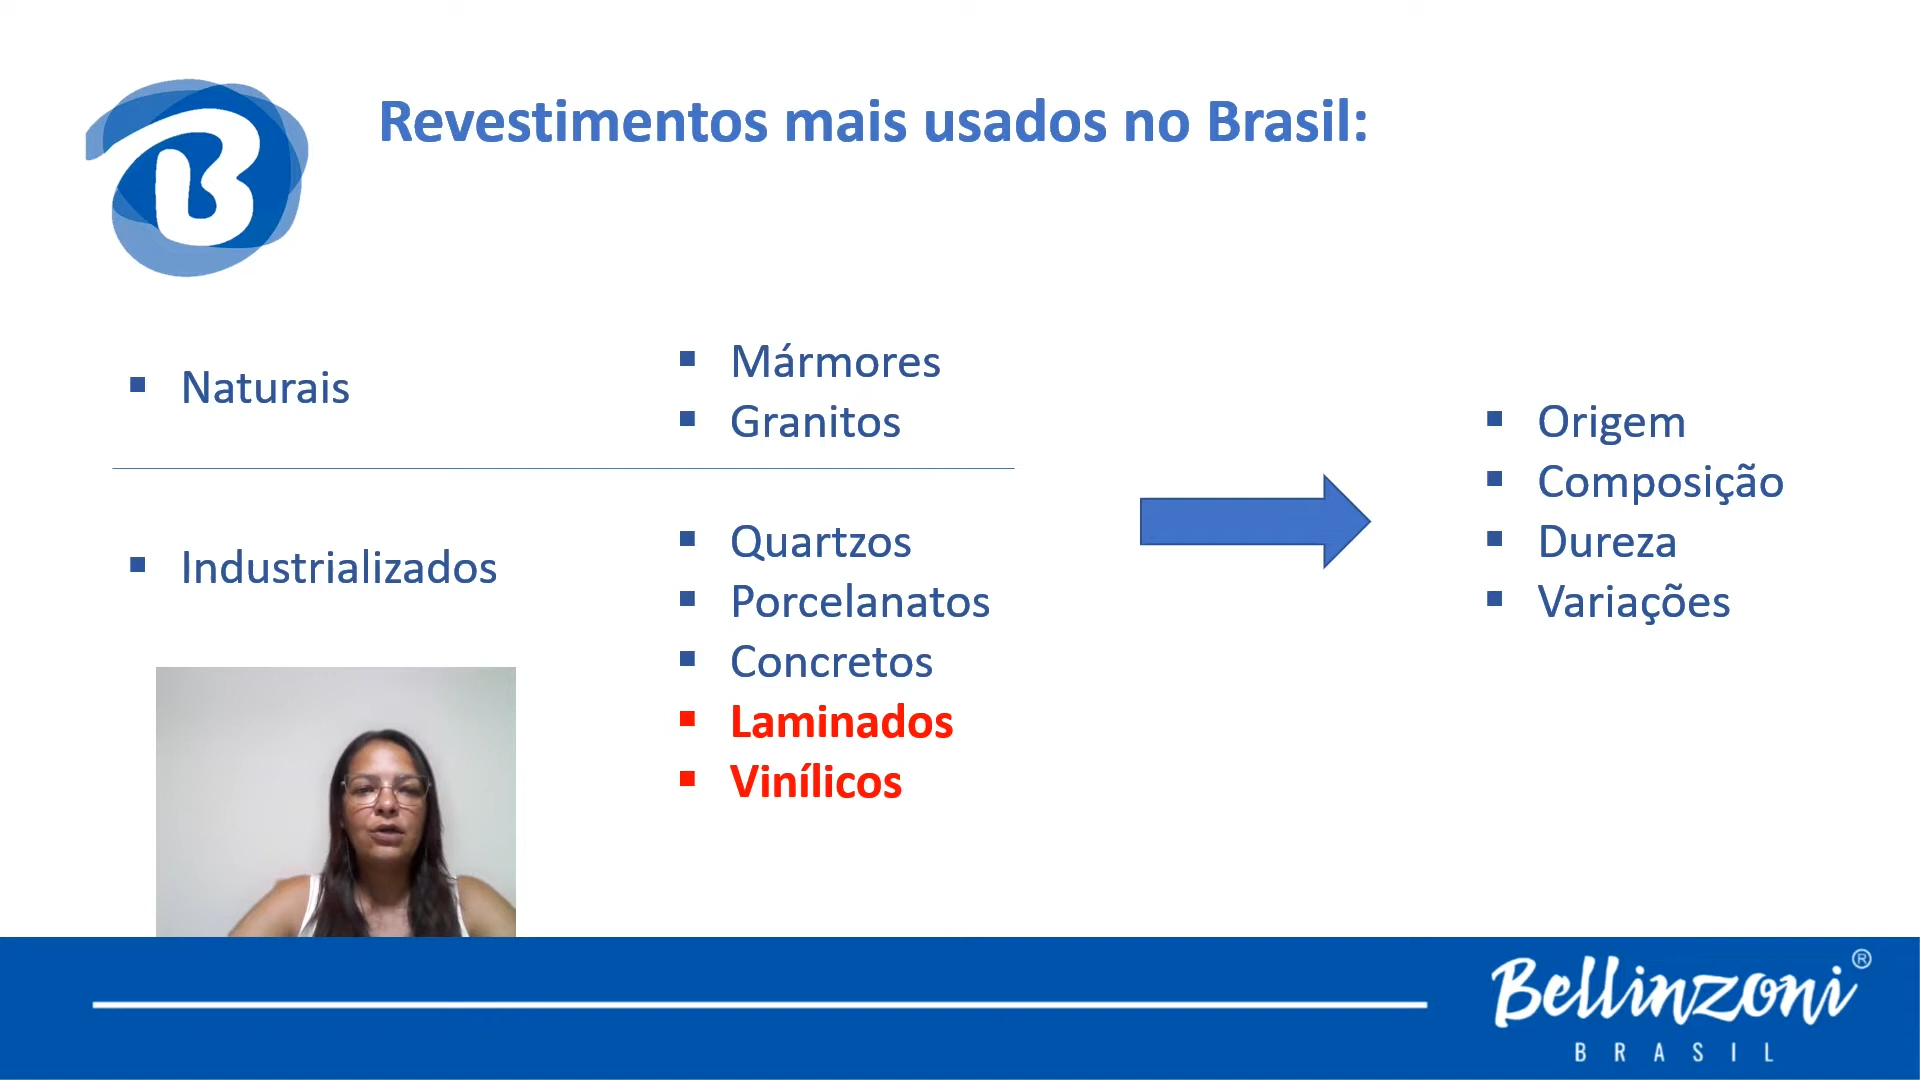 B
Revestimentos mais usados no Brasil:
Naturais
Mármores
Granitos
Industrializados
Quartzos
Porcelanatos
Concretos
Laminados
Vinílicos
Origem
Composição
Dureza
Variações
Bellinzoni®
BRASIL